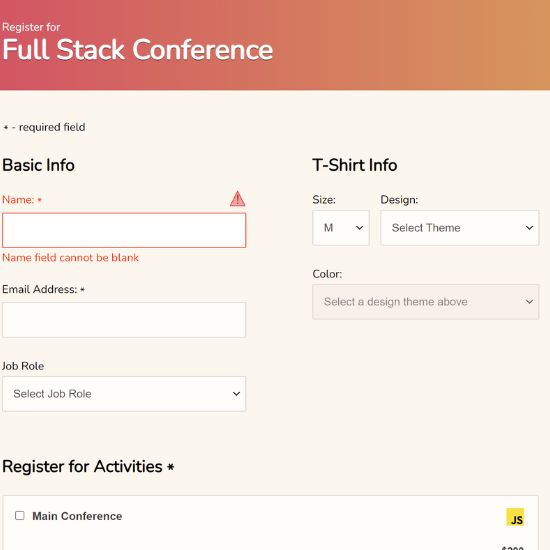 Register for
Full Stack Conference
* - required field
Basic Info
Name: *
Name field cannot be blank
Email Address: *
Job Role
Select Job Role
T-Shirt Info
Size:
Design:
M
Select Theme
Color:
Select a design theme above
Register for Activities *
Main Conference
JS